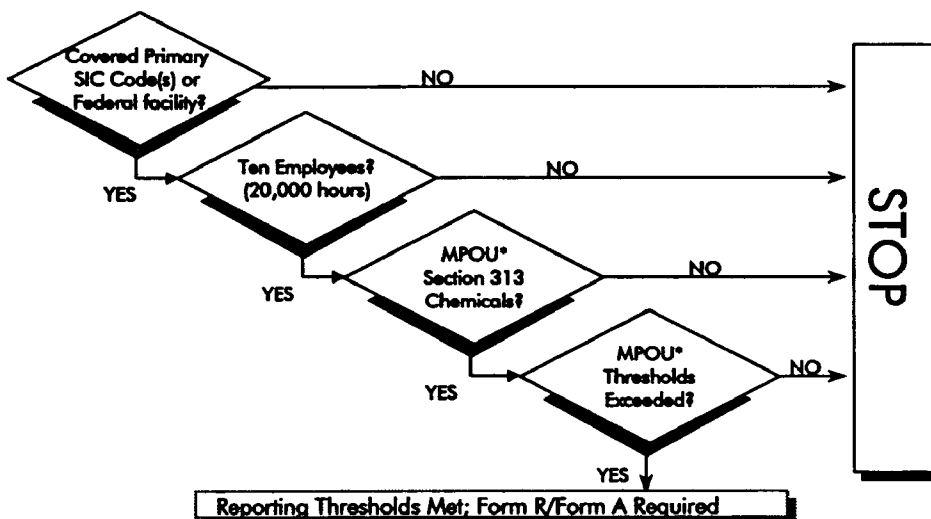 Covered Primary
SIC Code(s) or
Federal facility?
NO
YES
Ten Employees?
(20,000 hours)
NO
YES
MPOU*
Section 313
Chemicals?
NO
YES
MPOU*
Thresholds
Exceeded?
NO
YES
STOP
Reporting Thresholds Met; Form R/Form A Required